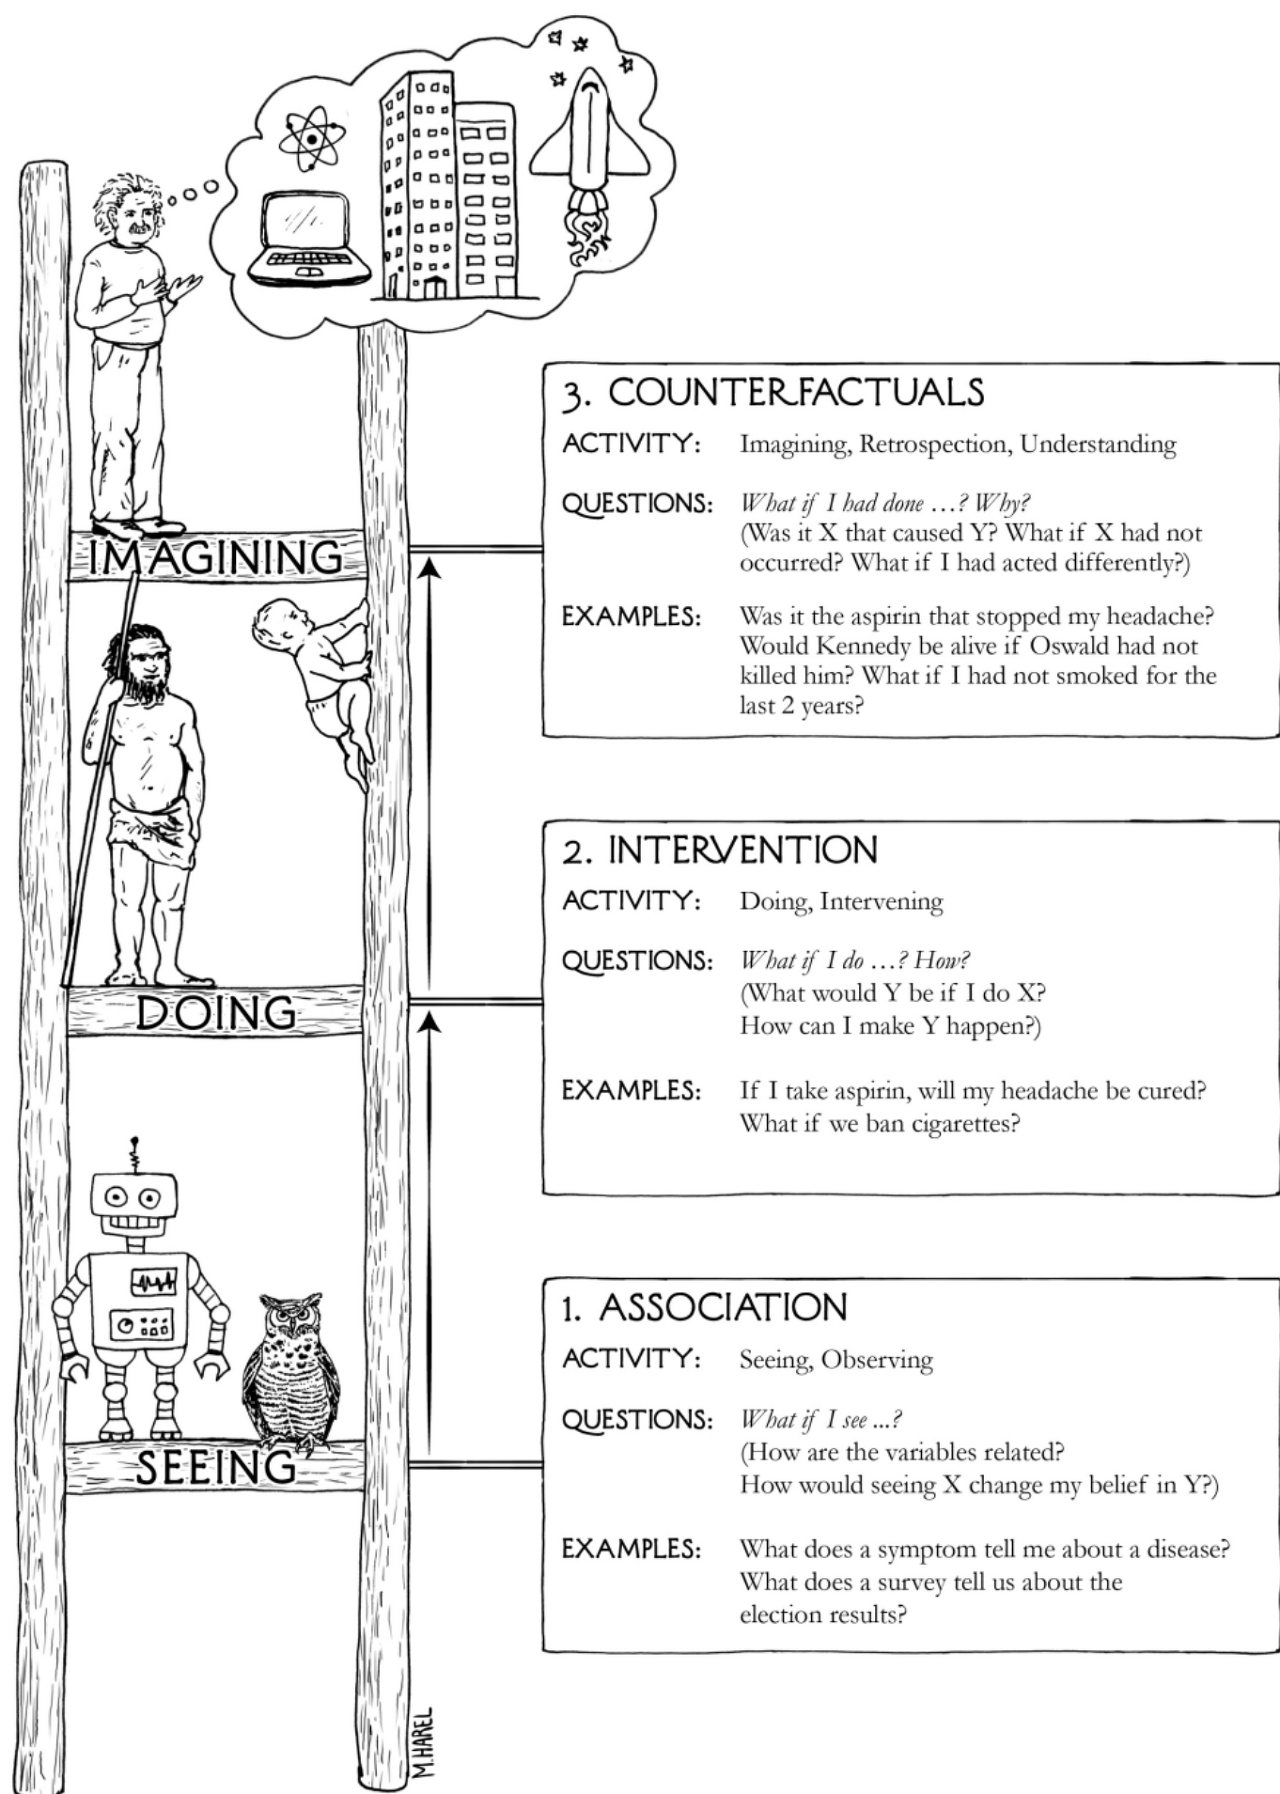 3. COUNTERFACTUALS
ACTIVITY: Imagining, Retrospection, Understanding
QUESTIONS: What if I had done …? Why?
(Was it X that caused Y? What if X had not
occurred? What if I had acted differently?)
EXAMPLES: Was it the aspirin that stopped my headache?
Would Kennedy be alive if Oswald had not
killed him? What if I had not smoked for the
last 2 years?
IMAGINING
2. INTERVENTION
ACTIVITY: Doing, Intervening
QUESTIONS: What if I do …? How?
(What would Y be if I do X?
How can I make Y happen?)
EXAMPLES: If I take aspirin, will my headache be cured?
What if we ban cigarettes?
DOING
1. ASSOCIATION
ACTIVITY: Seeing, Observing
QUESTIONS: What if I see ...?
(How are the variables related?
How would seeing X change my belief in Y?)
EXAMPLES: What does a symptom tell me about a disease?
What does a survey tell us about the
election results?
SEEING
M.HAREL